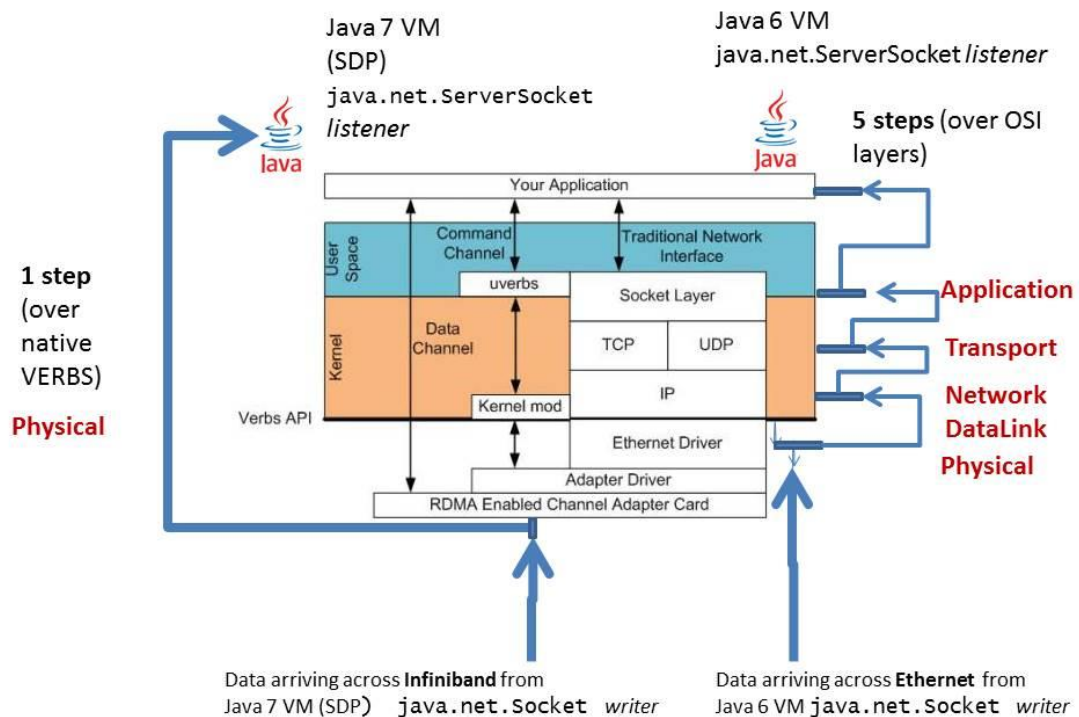 Java 7 VM
(SDP)
java.net.ServerSocket
listener
Java 6 VM
java.net.ServerSocket listener
Java
Java
5 steps (over OSI
layers)
Your Application
User
Space
Command
Channel
Traditional Network
Interface
uverbs
Socket Layer
1 step
(over
native
VERBS)
Physical
Kernel
Data
Channel
TCP
UDP
IP
Kernel mod
Verbs API
Ethernet Driver
Adapter Driver
RDMA Enabled Channel Adapter Card
Application
Transport
Network
DataLink
Physical
Data arriving across Infiniband from
Java 7 VM (SDP) java.net.Socket writer
Data arriving across Ethernet from
Java 6 VM java.net.Socket writer